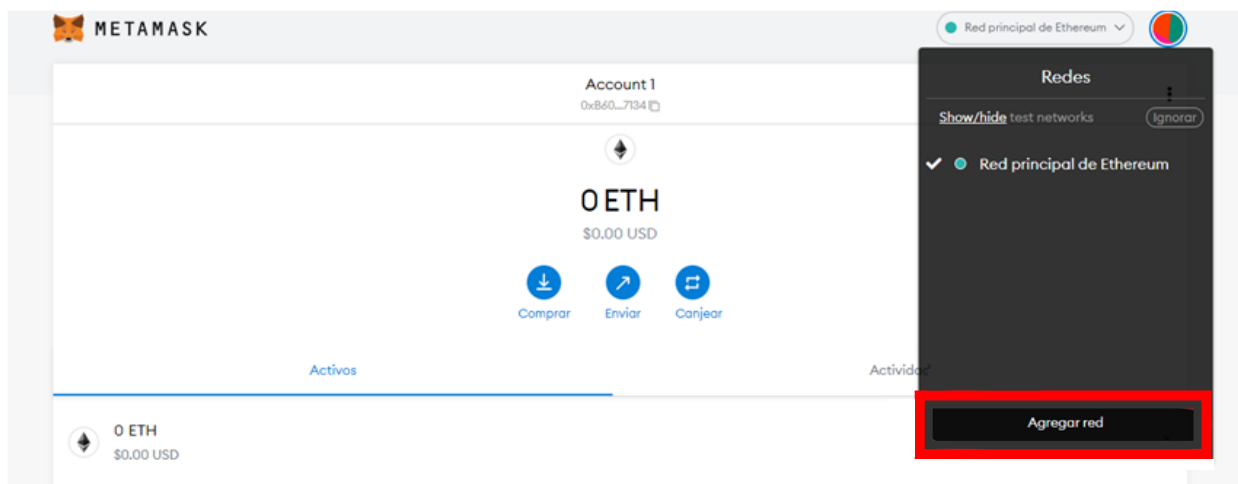 METAMASK
Red principal de Ethereum
Account 1
0xB60...7134
0 ETH
$0.00 USD
Comprar
Enviar
Canjear
Activos
Actividad
0 ETH
$0.00 USD
Redes
Show/hide test networks
Ignorar
Red principal de Ethereum
Agregar red